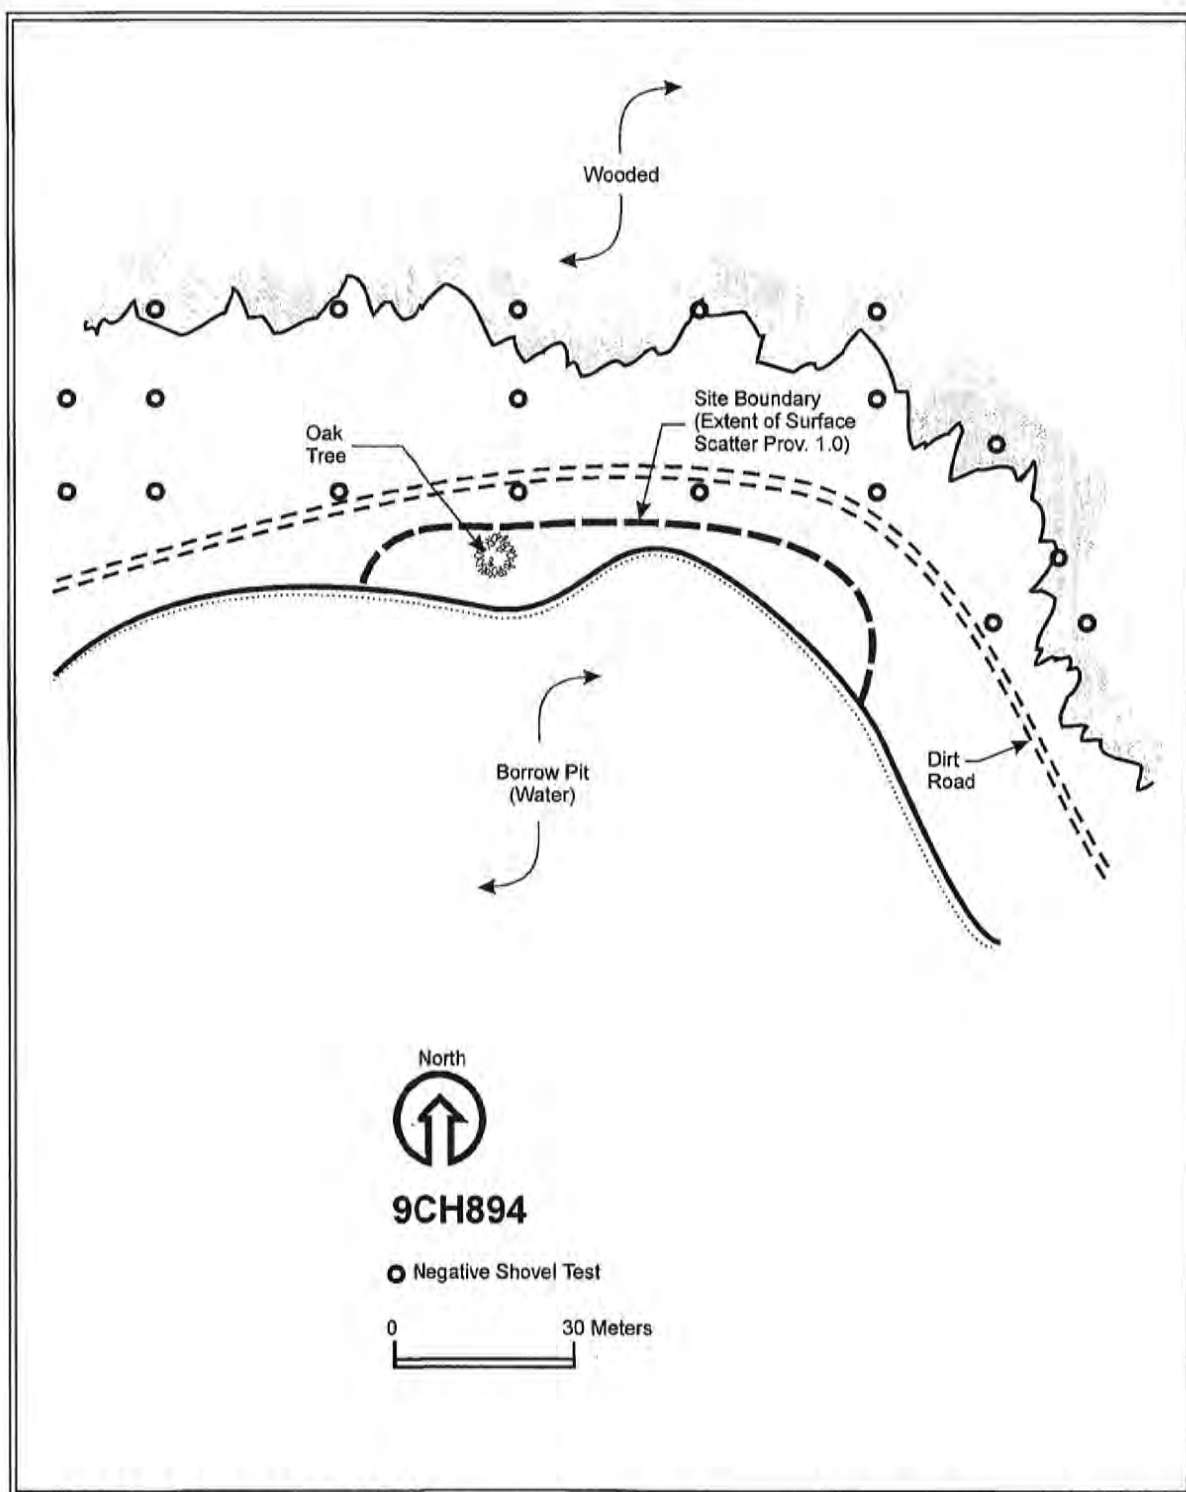 Wooded
Site Boundary
(Extent of Surface
Scatter Prov. 1.0)
Oak
Tree
Borrow Pit
(Water)
Dirt
Road
North
9CH894
Negative Shovel Test
0 30 Meters